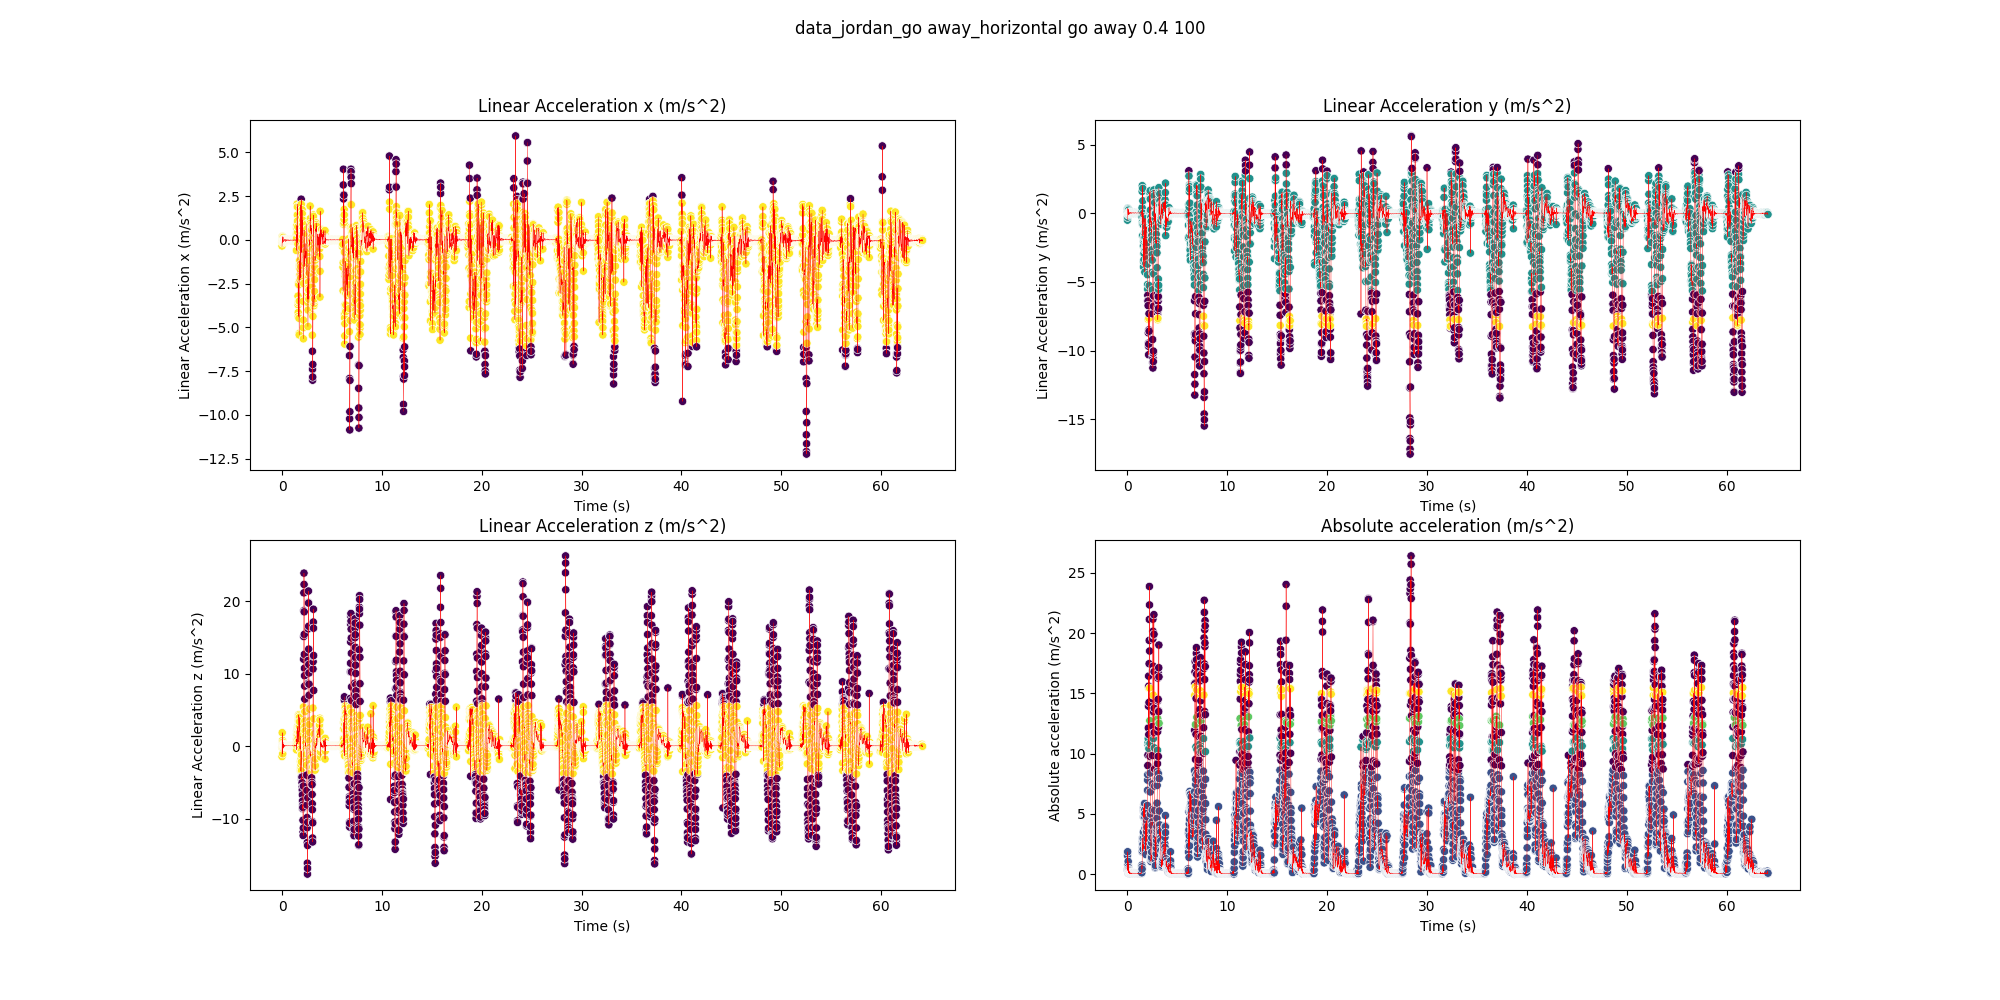 data_jordan_go away_horizontal go away 0.4 100
Linear Acceleration x (m/s^2)
Linear Acceleration x (m/s^2)
5.0
2.5
0.0
−2.5
−5.0
−7.5
−10.0
−12.5
0 10 20 30 40 50 60
Time (s)
Linear Acceleration y (m/s^2)
Linear Acceleration y (m/s^2)
5
0
−5
−10
−15
0 10 20 30 40 50 60
Time (s)
Linear Acceleration z (m/s^2)
Linear Acceleration z (m/s^2)
20
10
0
−10
0 10 20 30 40 50 60
Time (s)
Absolute acceleration (m/s^2)
Absolute acceleration (m/s^2)
25
20
15
10
5
0
0 10 20 30 40 50 60
Time (s)